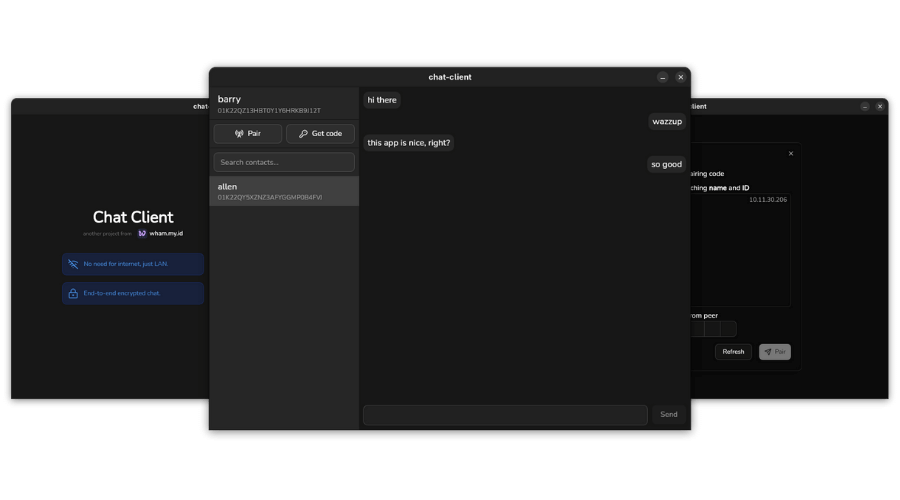 chat-
Chat Client
another project from wham.my.id
No need for internet, just LAN.
End-to-end encrypted chat.
chat-client
barry
Pair
Get code
Search contacts...
allen
hi there
wazzup
this app is nice, right?
so good
Send
lient
airing code
ching name and ID
10.11.30.206
rom peer
Refresh
Pair